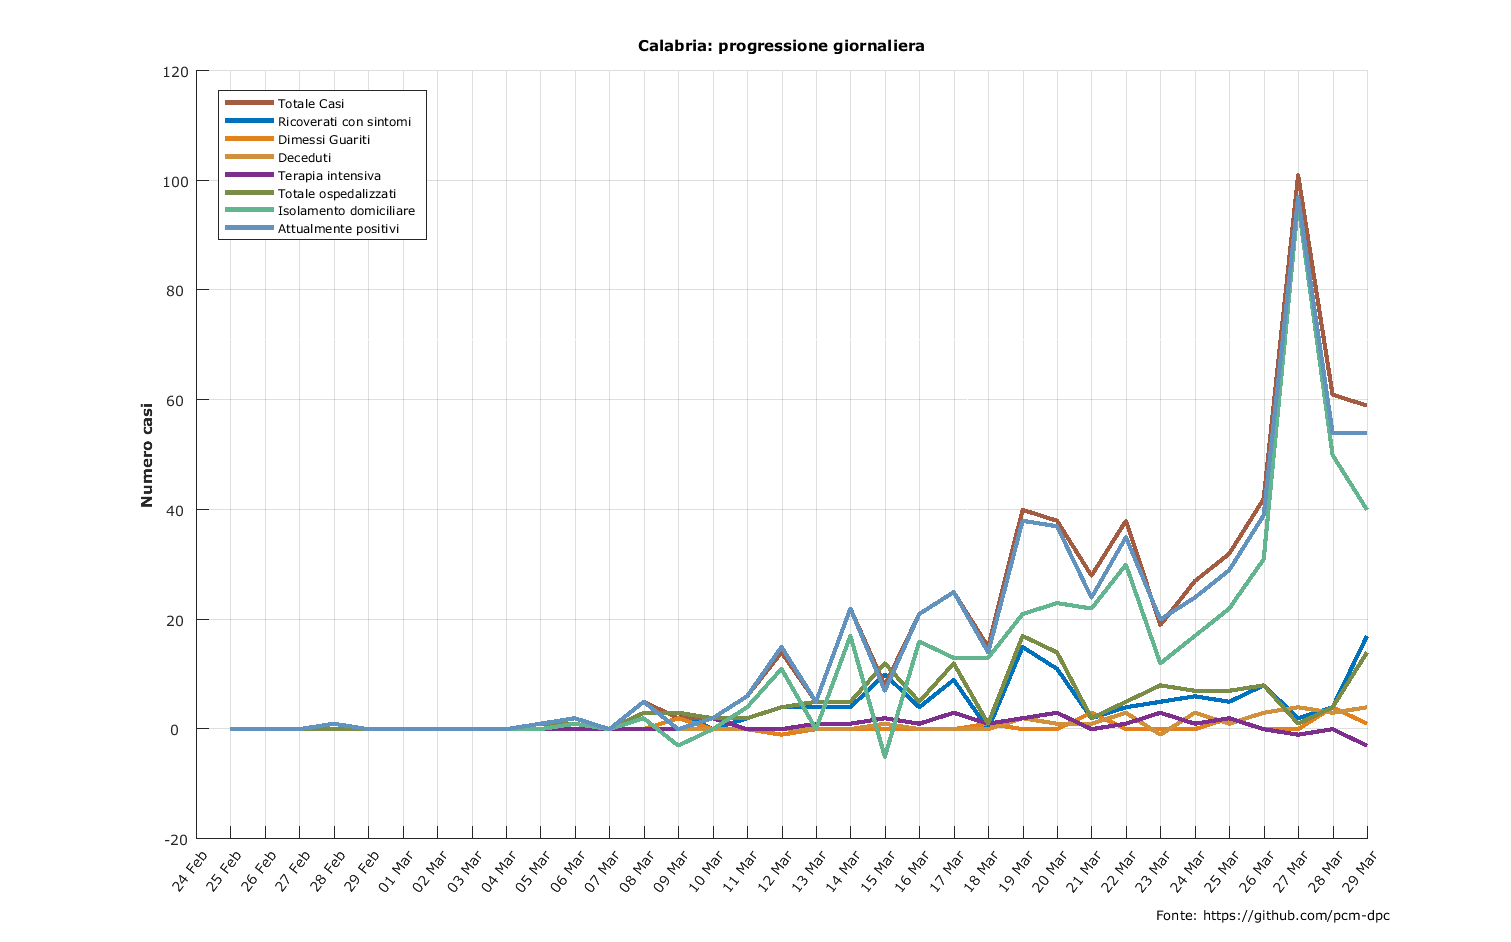 Calabria: progressione giornaliera
120
100
80
60
40
20
0
-20
Numero casi
Totale Casi
Ricoverati con sintomi
Dimessi Guariti
Deceduti
Terapia intensiva
Totale ospedalizzati
Isolamento domiciliare
Attualmente positivi
24 Feb
25 Feb
26 Feb
27 Feb
28 Feb
29 Feb
01 Mar
02 Mar
03 Mar
04 Mar
05 Mar
06 Mar
07 Mar
08 Mar
09 Mar
10 Mar
11 Mar
12 Mar
13 Mar
14 Mar
15 Mar
16 Mar
17 Mar
18 Mar
19 Mar
20 Mar
21 Mar
22 Mar
23 Mar
24 Mar
25 Mar
26 Mar
27 Mar
28 Mar
29 Mar
Fonte: https://github.com/pcm-dpc